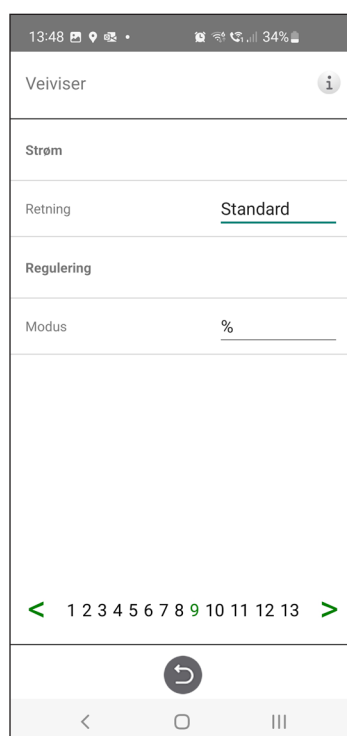 13:48 34%
Veiviser i
Strøm
Retning Standard
Regulering
Modus %
< 1 2 3 4 5 6 7 8 9 10 11 12 13 >